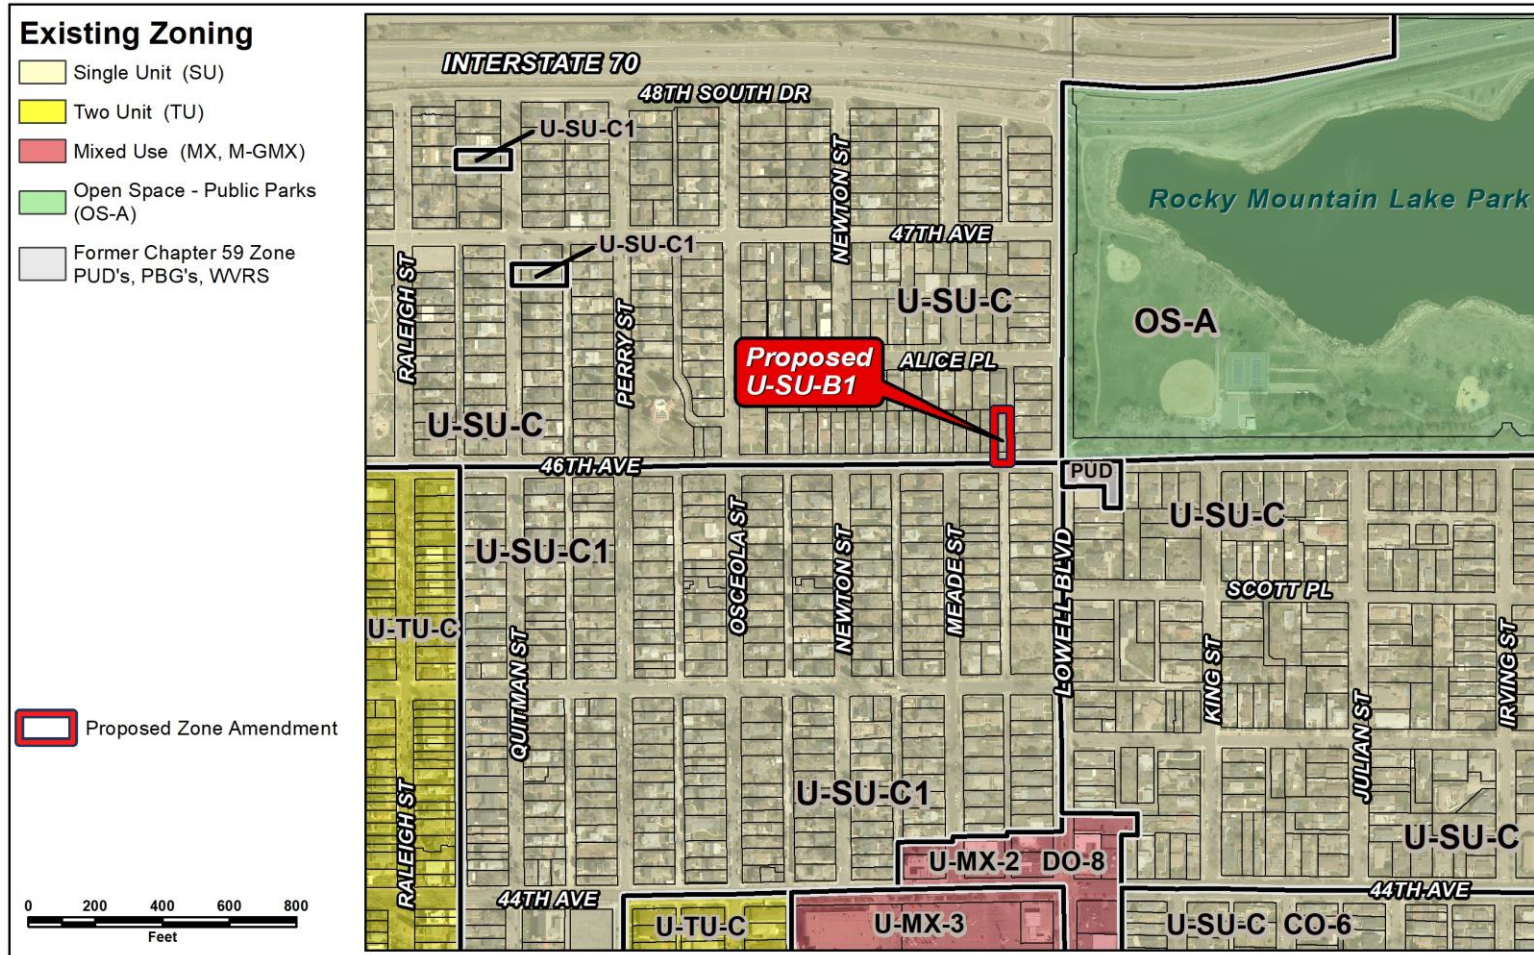 Existing Zoning
Single Unit (SU)
Two Unit (TU)
Mixed Use (MX, M-GMX)
Open Space - Public Parks
(OS-A)
Former Chapter 59 Zone
PUD's, PBG's, WVRS
Proposed Zone Amendment
0 200 400 600 800
Feet
INTERSTATE 70
48TH SOUTH DR
U-SU-C1
NEWTON ST
Rocky Mountain Lake Park
47TH AVE
U-SU-C1
RALEIGH ST
U-SU-C
OS-A
PERRY ST
Proposed
U-SU-B1
ALICE PL
U-SU-C
46TH AVE
PUD
U-SU-C
U-SU-C1
OSCEOLA ST
NEWTON ST
MEADE ST
LOWELL BLVD
SCOTT PL
U-TU-C
QUITMAN ST
KING ST
JULIAN ST
IRVING ST
U-SU-C1
RALEIGH ST
U-SU-C
U-MX-2 DO-8
44TH AVE
44TH AVE
U-TU-C
U-MX-3
U-SU-C CO-6